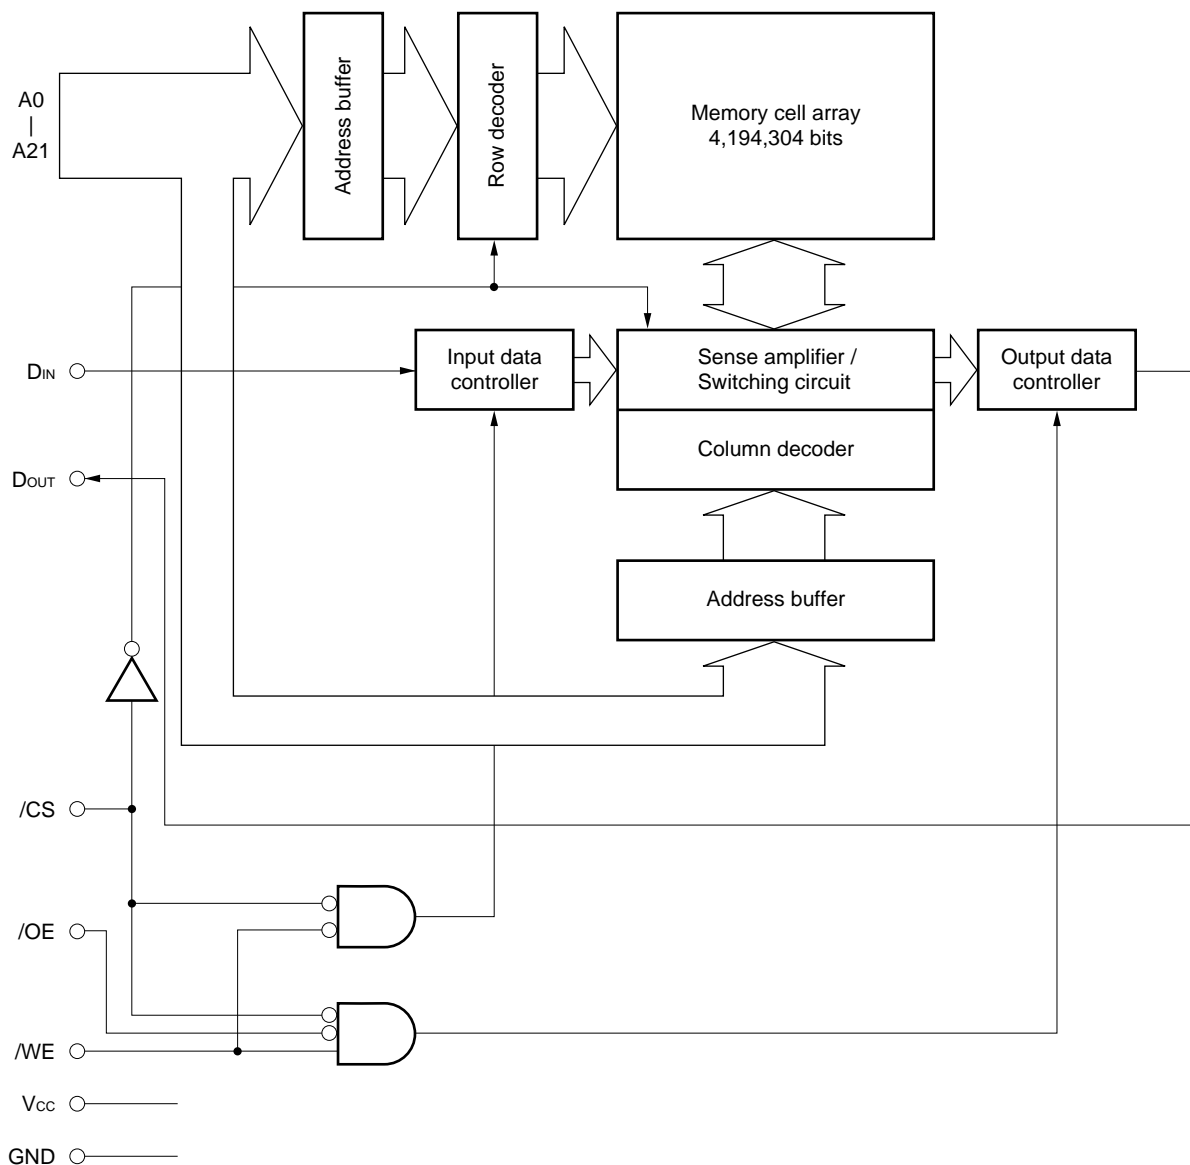 A0
|
A21
Address buffer
Row decoder
Memory cell array
4,194,304 bits
DIN
Input data
controller
Sense amplifier /
Switching circuit
Output data
controller
DOUT
Column decoder
Address buffer
/CS
/OE
/WE
VCC
GND